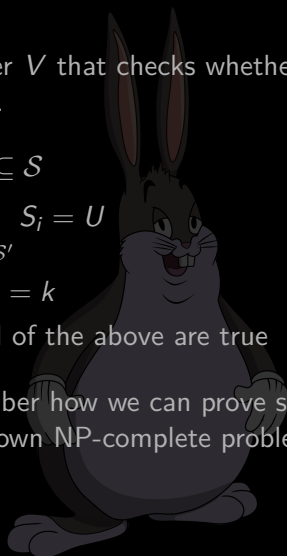 er V that checks whethe
.
⊆ S
S_i = U
S′
= k
l of the above are true
ber how we can prove s
own NP-complete proble